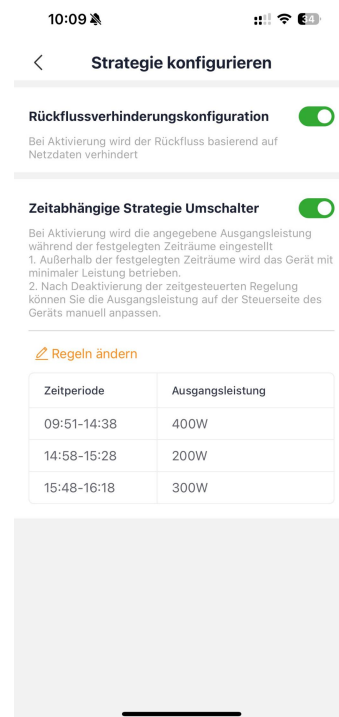 10:09
34
Strategie konfigurieren
Rückflussverhinderungskonfiguration
Bei Aktivierung wird der Rückfluss basierend auf
Netzdaten verhindert
Zeitabhängige Strategie Umschalter
Bei Aktivierung wird die angegebene Ausgangsleistung
während der festgelegten Zeiträume eingestellt
1. Außerhalb der festgelegten Zeiträume wird das Gerät mit
minimaler Leistung betrieben.
2. Nach Deaktivierung der zeitgesteuerten Regelung
können Sie die Ausgangsleistung auf der Steuerseite des
Geräts manuell anpassen.
Regeln ändern
Zeitperiode Ausgangsleistung
09:51-14:38 400W
14:58-15:28 200W
15:48-16:18 300W